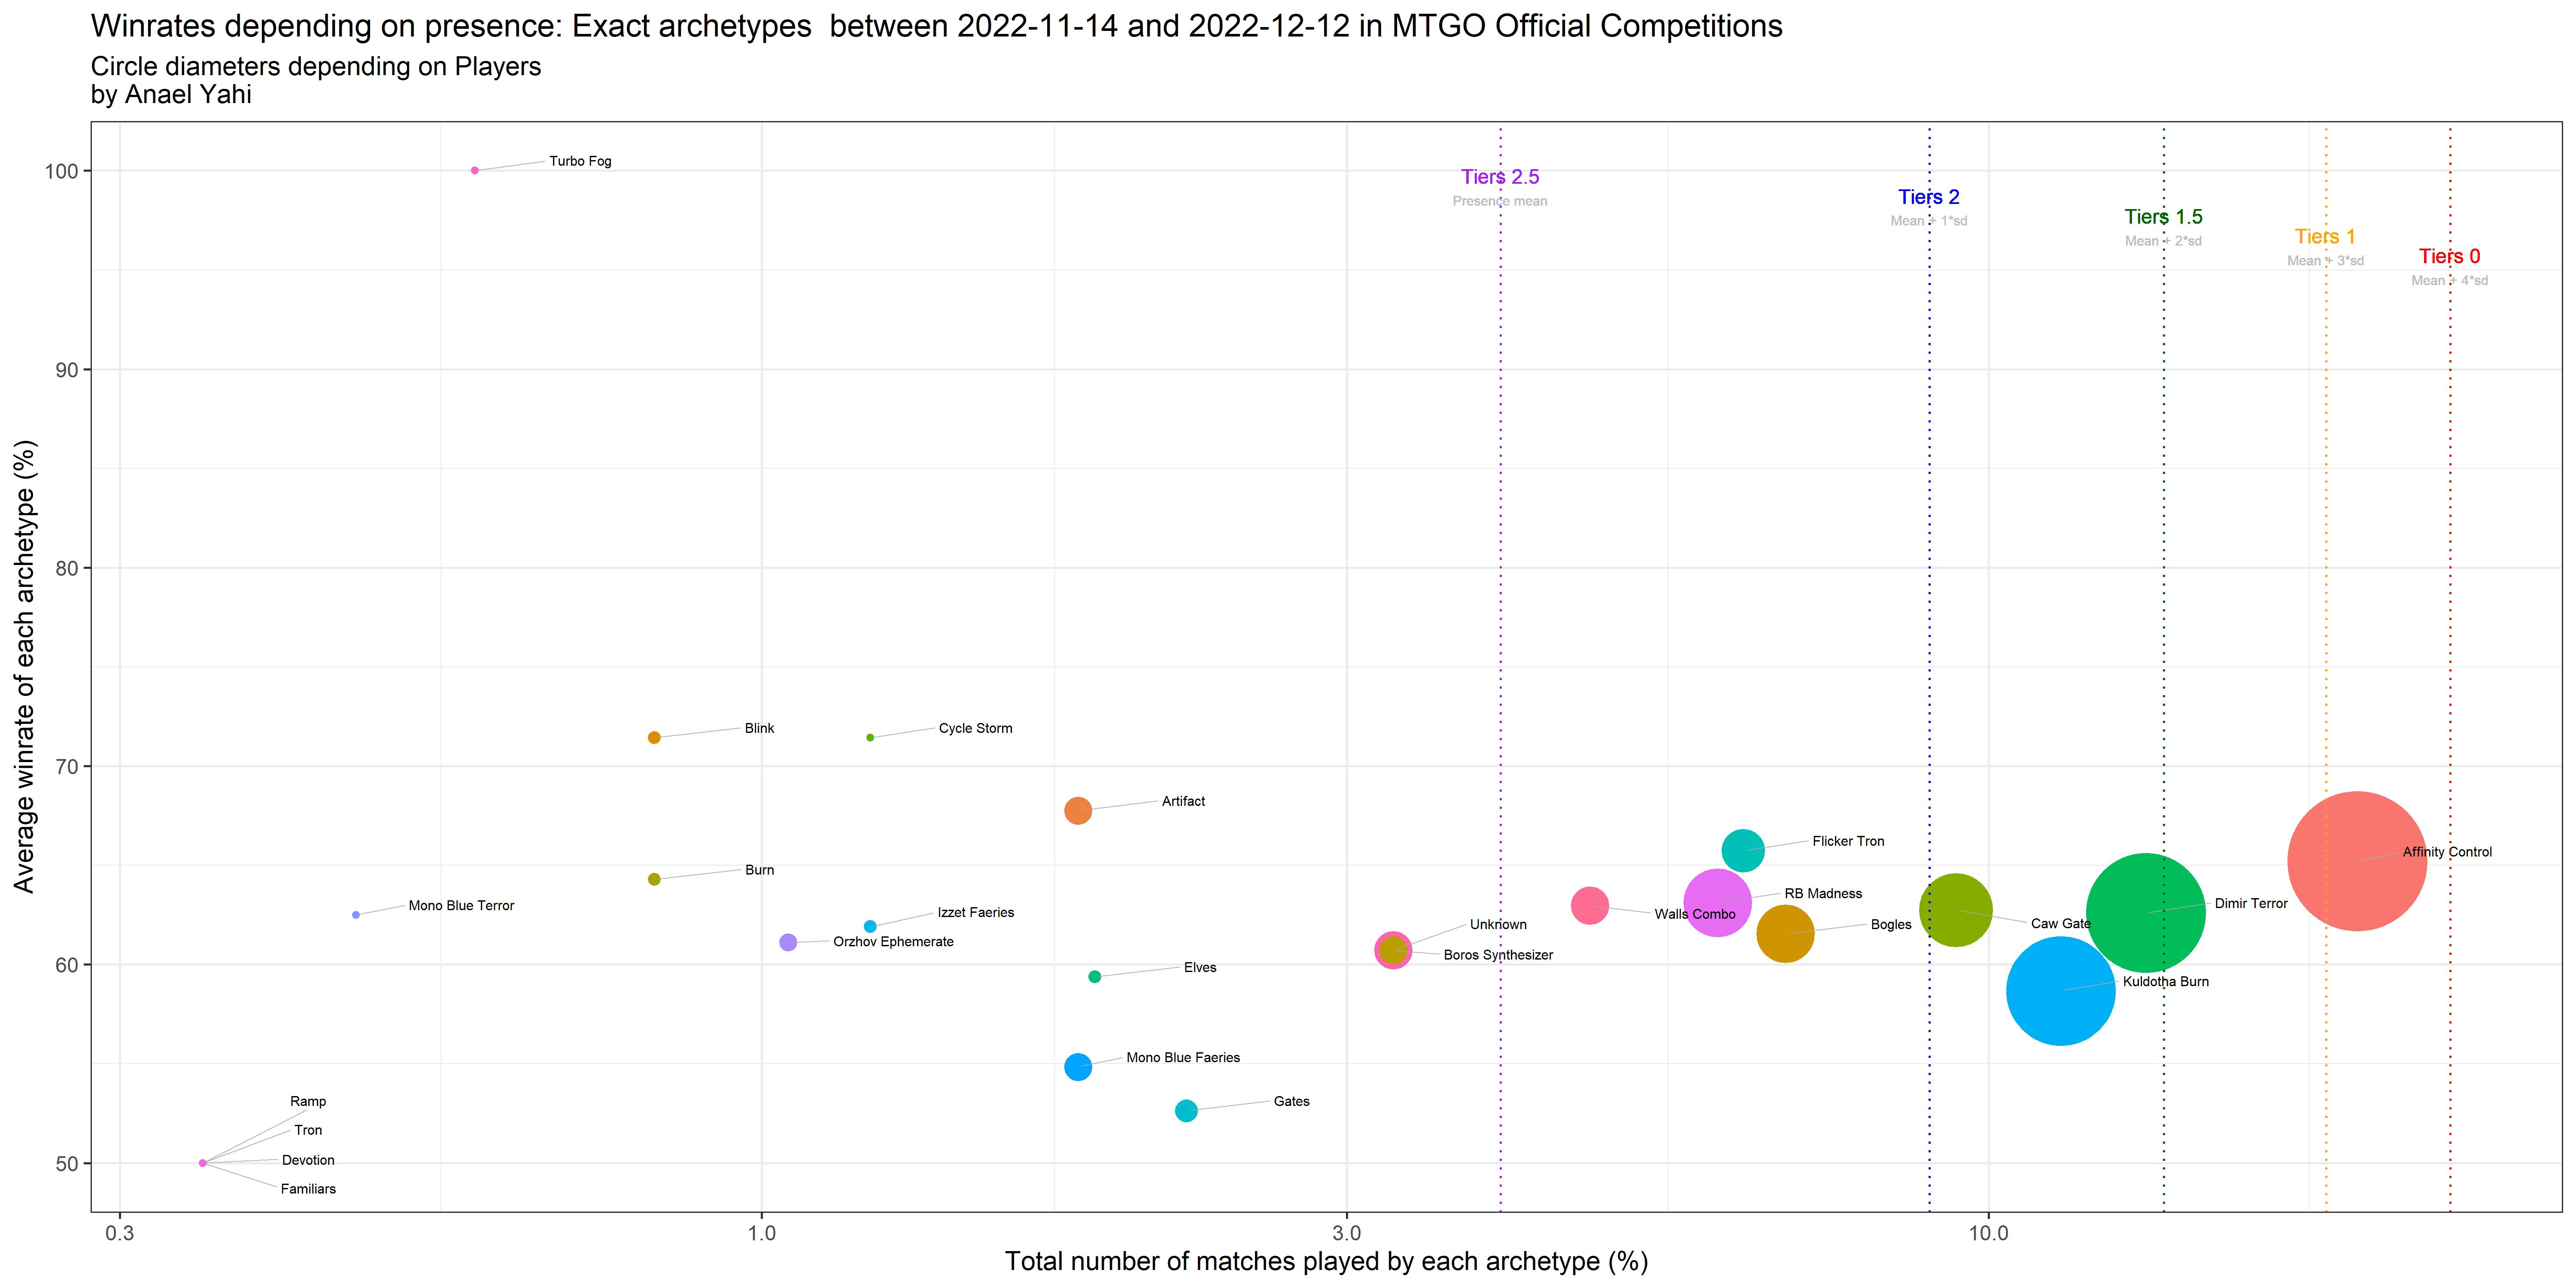 Winrates depending on presence: Exact archetypes  between 2022-11-14 and 2022-12-12 in MTGO Official Competitions
Circle diameters depending on Players
by Anael Yahi
Average winrate of each archetype (%)
100
90
80
70
60
50
Turbo Fog
Tiers 2.5
Presence mean
Tiers 2
Mean + 1*sd
Tiers 1.5
Mean + 2*sd
Tiers 1
Mean + 3*sd
Tiers 0
Mean + 4*sd
Blink
Cycle Storm
Artifact
Flicker Tron
Affinity Control
Burn
RB Madness
Mono Blue Terror
Dimir Terror
Izzet Faeries
Walls Combo
Unknown
Bogles
Caw Gate
Orzhov Ephemerate
Boros Synthesizer
Elves
Kuldotha Burn
Mono Blue Faeries
Gates
Ramp
Tron
Devotion
Familiars
0.3
1.0
3.0
10.0
Total number of matches played by each archetype (%)